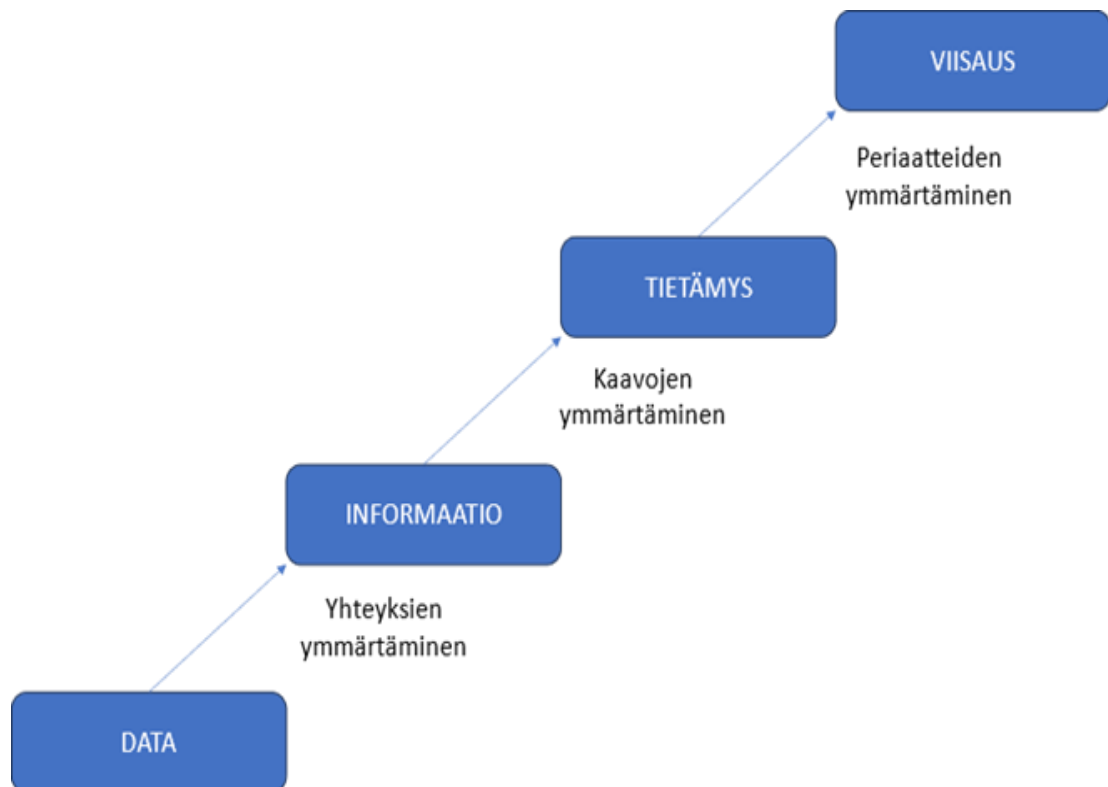 VIISAUS
Periaatteiden
ymmärtäminen
TIETÄMYS
Kaavojen
ymmärtäminen
INFORMAATIO
Yhteyksien
ymmärtäminen
DATA